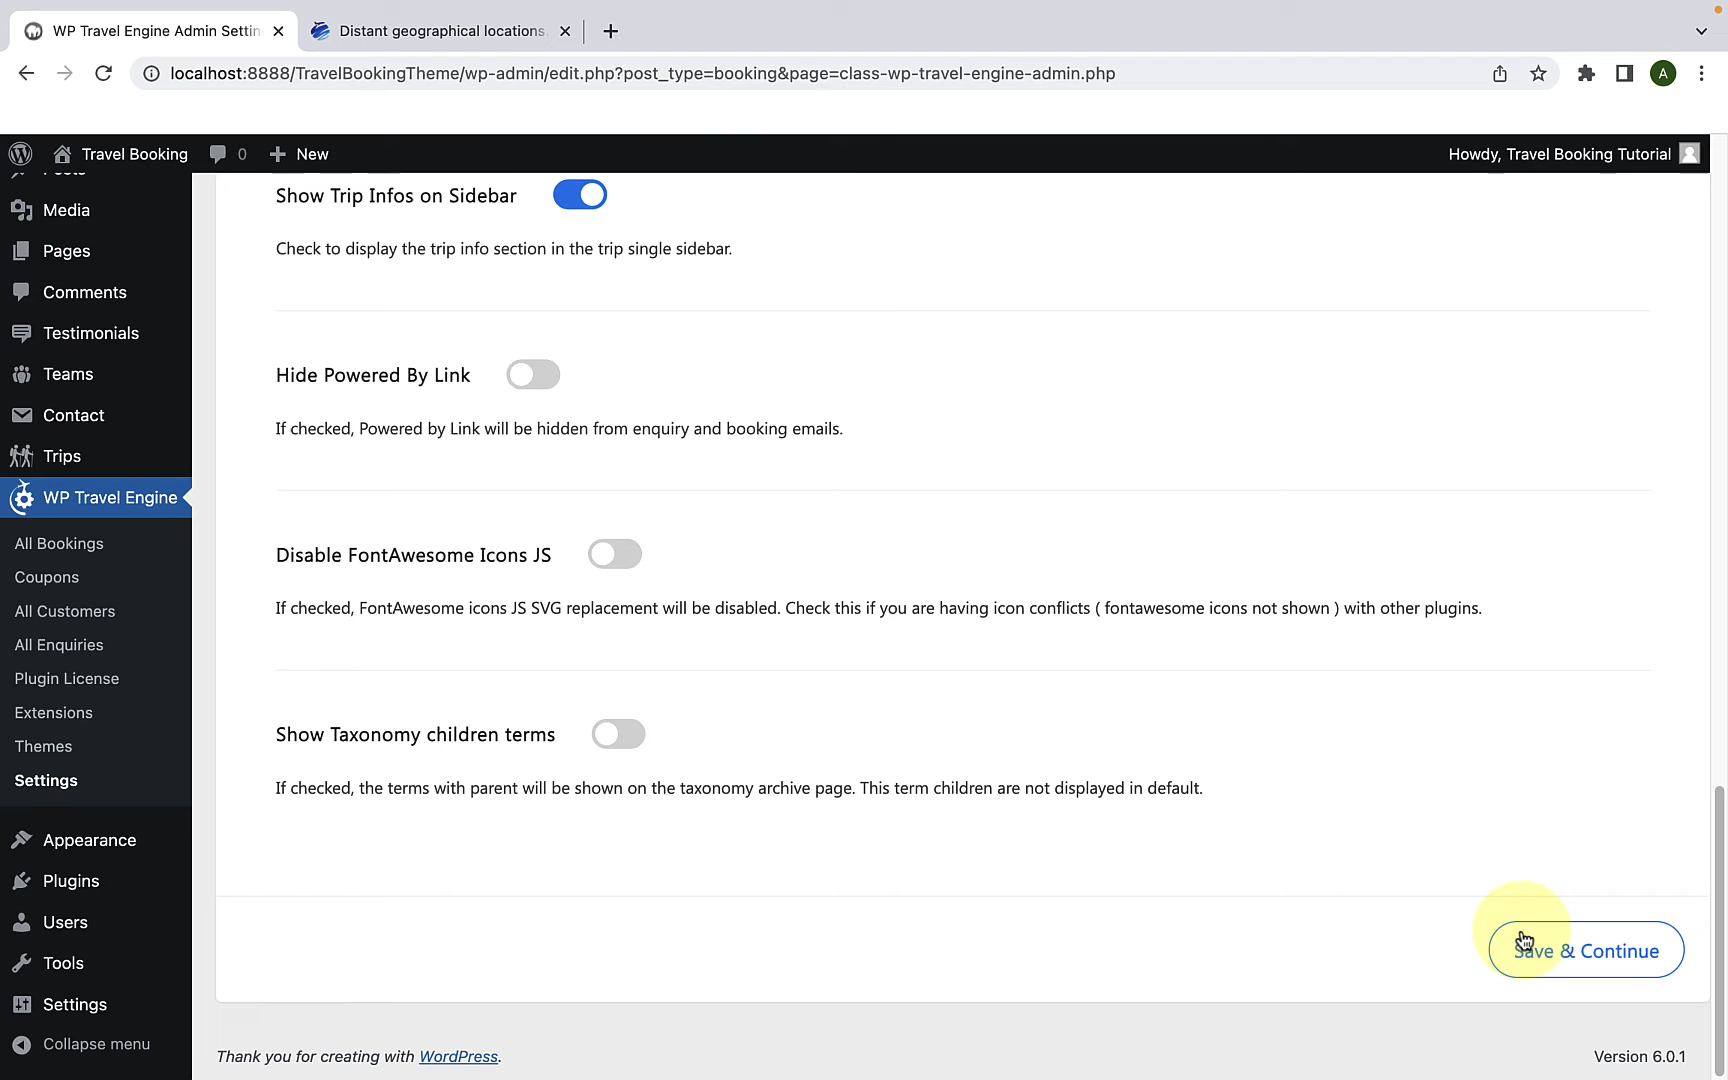 WP Travel Engine Admin Settin
Distant geographical locations.
localhost:8888/TravelBookingTheme/wp-admin/edit.php?post_type=booking&page=class-wp-travel-engine-admin.php
A
Travel Booking
0
New
Howdy, Travel Booking Tutorial
Posts
Media
Pages
Comments
Testimonials
Teams
Contact
Trips
WP Travel Engine
All Bookings
Coupons
All Customers
All Enquiries
Plugin License
Extensions
Themes
Settings
Appearance
Plugins
Users
Tools
Settings
Collapse menu
Show Trip Infos on Sidebar
Check to display the trip info section in the trip single sidebar.
Hide Powered By Link
If checked, Powered by Link will be hidden from enquiry and booking emails.
Disable FontAwesome Icons JS
If checked, FontAwesome icons JS SVG replacement will be disabled. Check this if you are having icon conflicts ( fontawesome icons not shown ) with other plugins.
Show Taxonomy children terms
If checked, the terms with parent will be shown on the taxonomy archive page. This term children are not displayed in default.
Save & Continue
Thank you for creating with WordPress.
Version 6.0.1